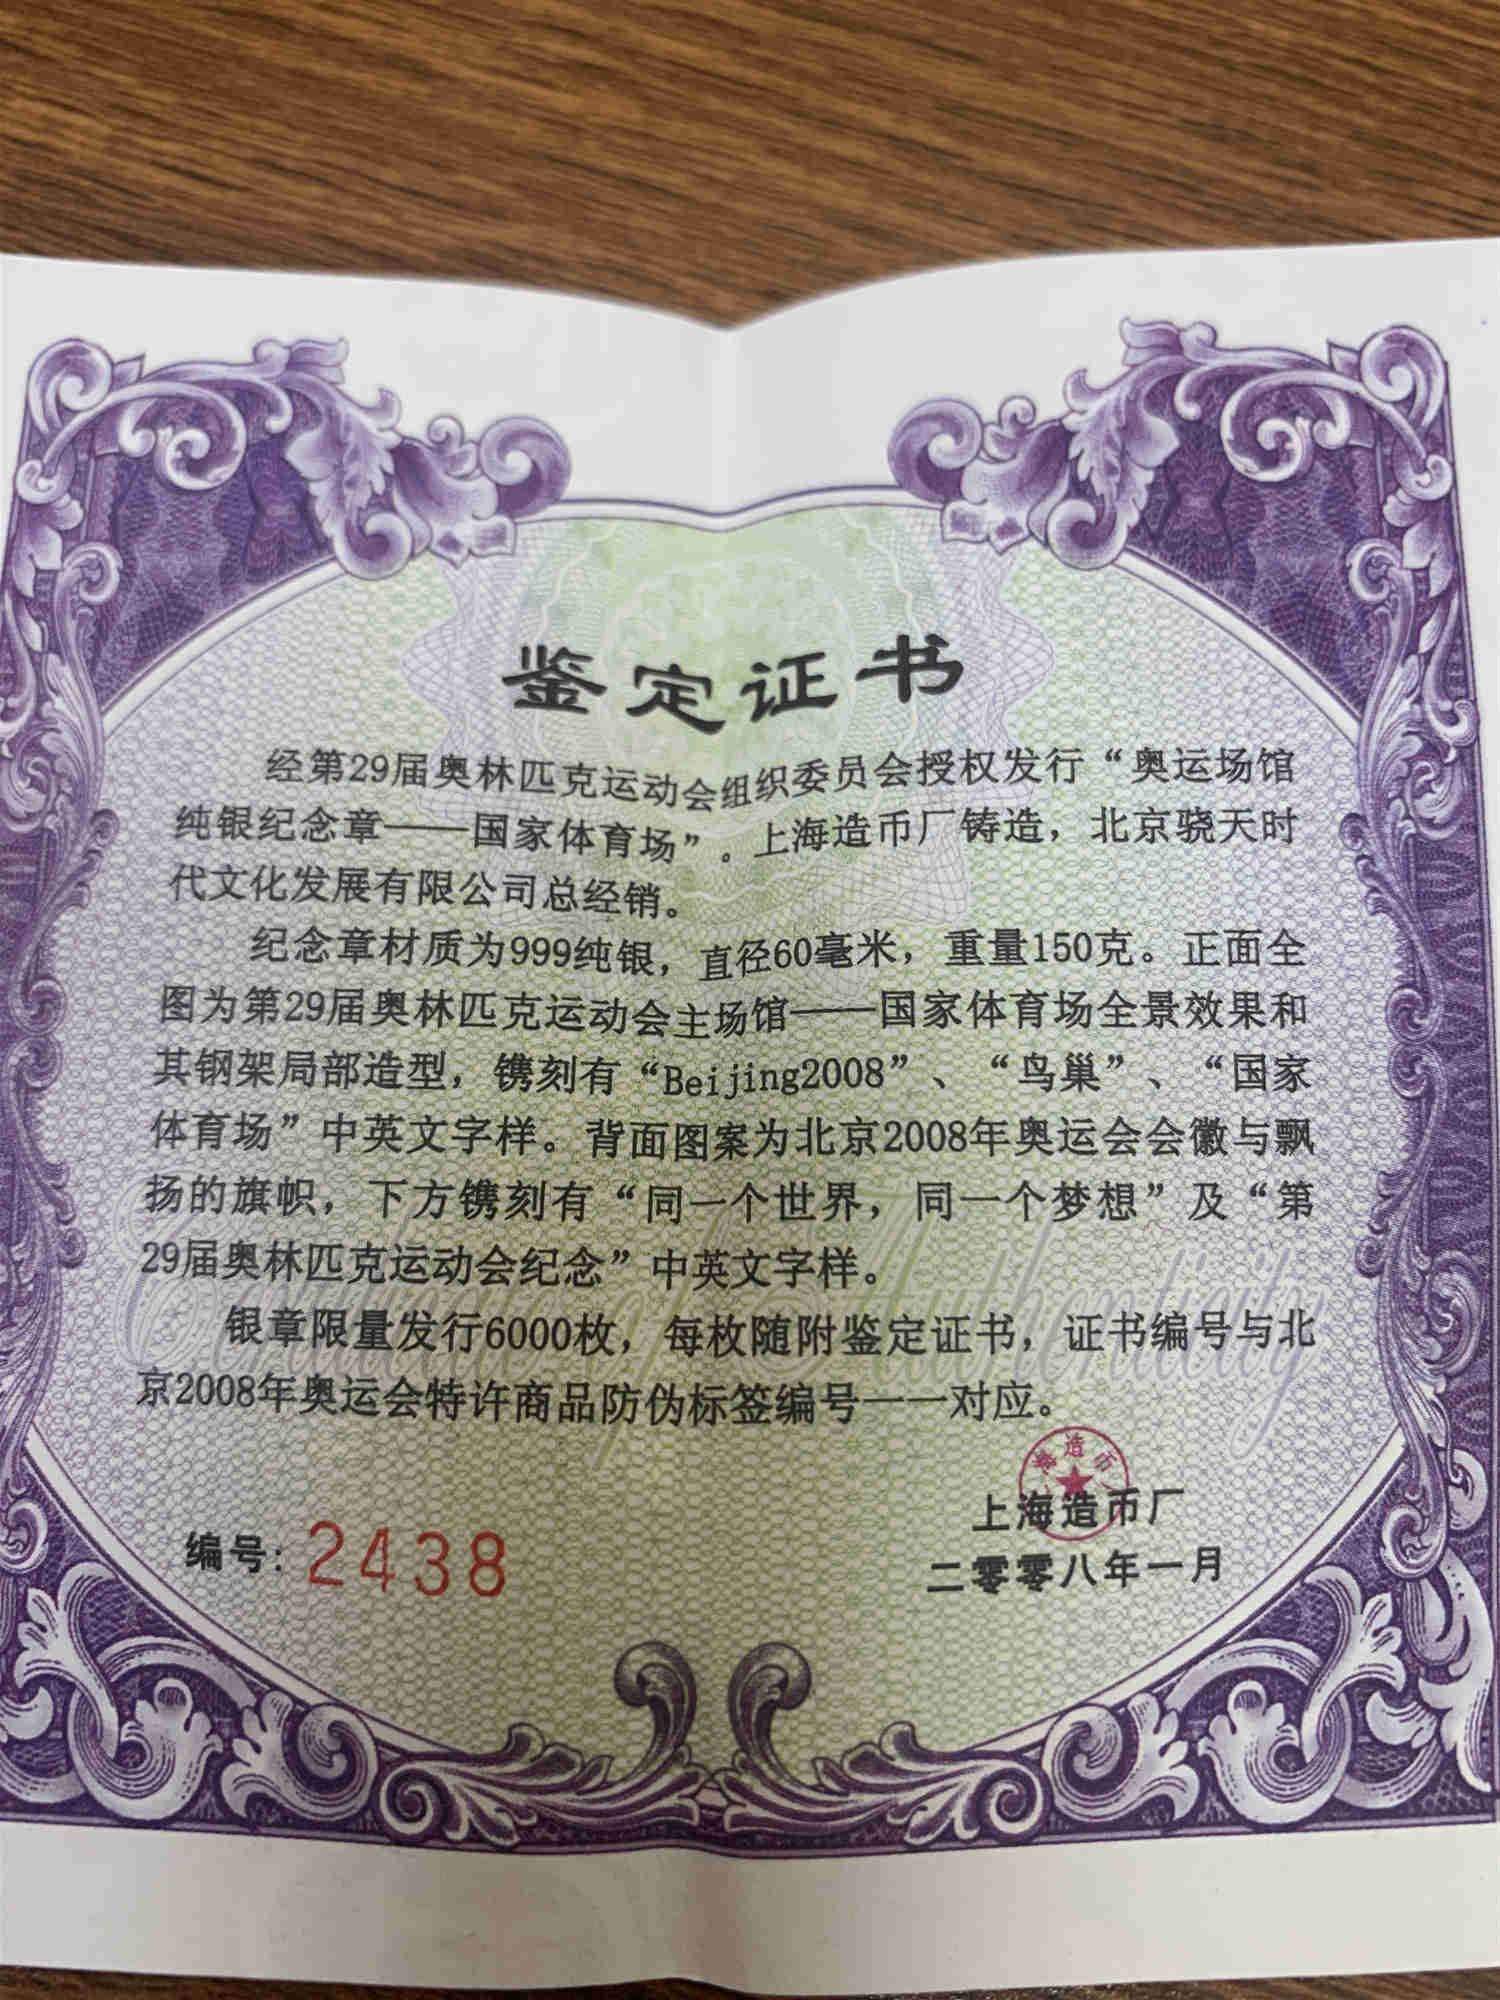 鉴定证书
经第29届奥林匹克运动会组织委员会授权发行“奥运场馆
纯银纪念章——国家体育场”。上海造币厂铸造，北京骁天时
代文化发展有限公司总经销。
纪念章材质为999纯银，直径60毫米，重量150克。正面全
图为第29届奥林匹克运动会主场馆——国家体育场全景效果和
其钢架局部造型，镌刻有“Beijing2008”、“鸟巢”、“国家
体育场”中英文字样。背面图案为北京2008年奥运会会徽与飘
扬的旗帜，下方镌刻有“同一个世界，同一个梦想”及“第
29届奥林匹克运动会纪念”中英文字样。
银章限量发行6000枚，每枚随附鉴定证书，证书编号与北
京2008年奥运会特许商品防伪标签编号一一对应。
Certificate of Authenticity
海造币
上海造币厂
编号：2438
二零零八年一月